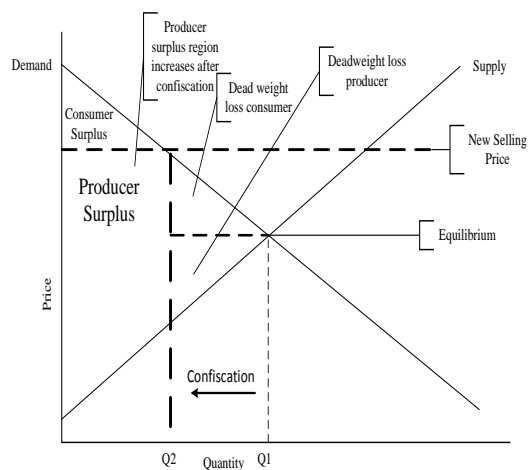 Producer
surplus region
increases after
confiscation
Demand
Dead weight
loss consumer
Deadweight loss
producer
Supply
Consumer
Surplus
New Selling
Price
Producer
Surplus
Equilibrium
Price
Confiscation
Q2
Quantity
Q1